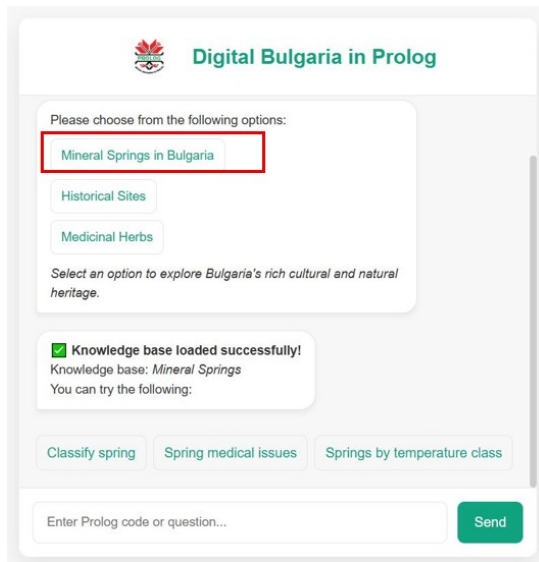 PROLOG
Digital Bulgaria in Prolog
Please choose from the following options:
Mineral Springs in Bulgaria
Historical Sites
Medicinal Herbs
Select an option to explore Bulgaria's rich cultural and natural
heritage.
✅ Knowledge base loaded successfully!
Knowledge base: Mineral Springs
You can try the following:
Classify spring
Spring medical issues
Springs by temperature class
Enter Prolog code or question...
Send